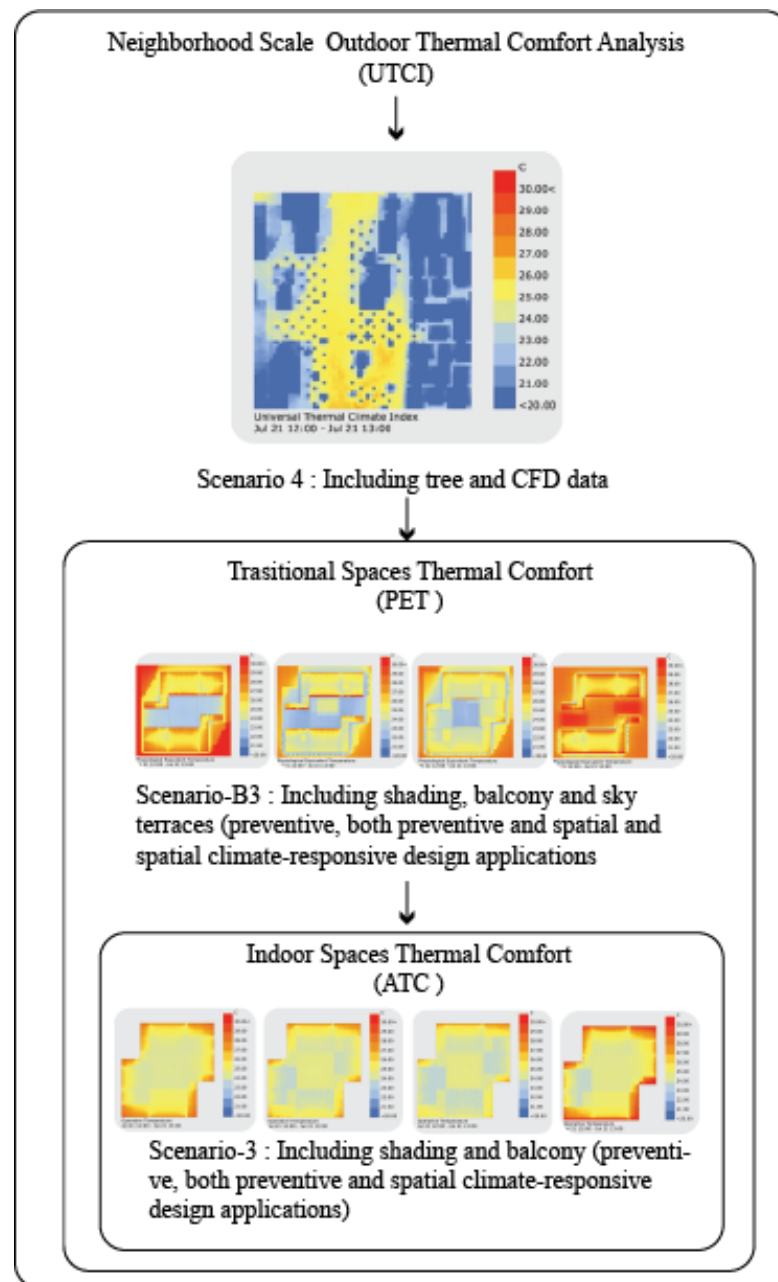 Neighborhood Scale Outdoor Thermal Comfort Analysis
(UTCI)
C
30.00<
29.00
28.00
27.00
26.00
25.00
24.00
23.00
22.00
21.00
<20.00
Universal Thermal Climate Index
Jul 21 12:00 - Jul 21 13:00
Scenario 4 : Including tree and CFD data
Trasitional Spaces Thermal Comfort
(PET )
Scenario-B3 : Including shading, balcony and sky
terraces (preventive, both preventive and spatial and
spatial climate-responsive design applications
Indoor Spaces Thermal Comfort
(ATC )
Scenario-3 : Including shading and balcony (preventi-
ve, both preventive and spatial climate-responsive
design applications)